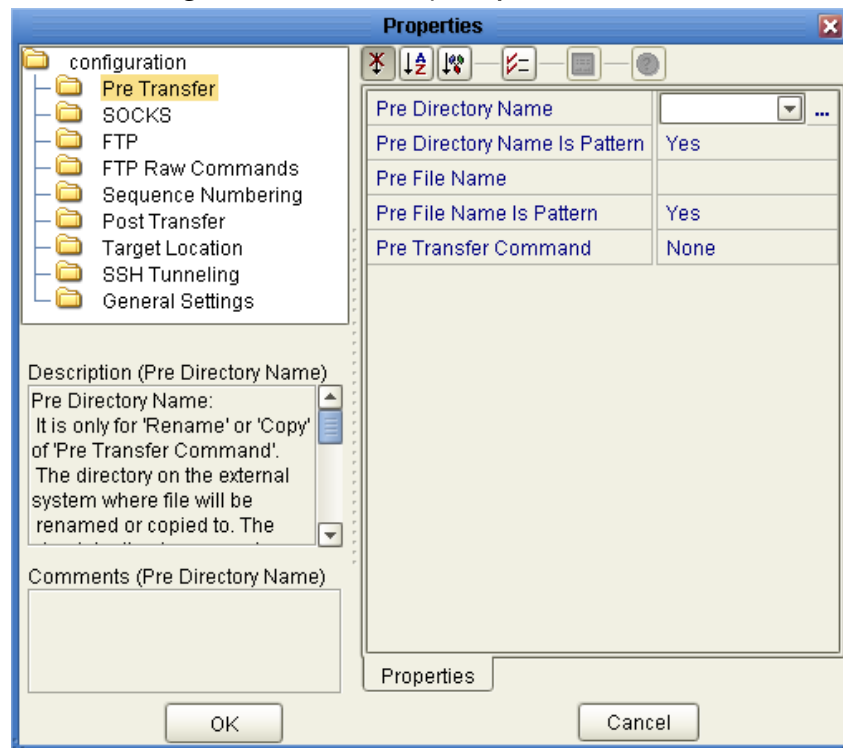 Properties
configuration
Pre Transfer
SOCKS
FTP
FTP Raw Commands
Sequence Numbering
Post Transfer
Target Location
SSH Tunneling
General Settings
Description (Pre Directory Name)
Pre Directory Name:
It is only for 'Rename' or 'Copy'
of 'Pre Transfer Command'.
The directory on the external
system where file will be
renamed or copied to. The
Comments (Pre Directory Name)
OK
A
Z
Pre Directory Name ...
Pre Directory Name Is Pattern Yes
Pre File Name
Pre File Name Is Pattern Yes
Pre Transfer Command None
Properties
Cancel